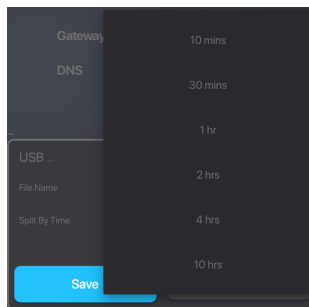 Gateway
DNS
USB ...
File Name
Split By Time
Save
10 mins
30 mins
1 hr
2 hrs
4 hrs
10 hrs